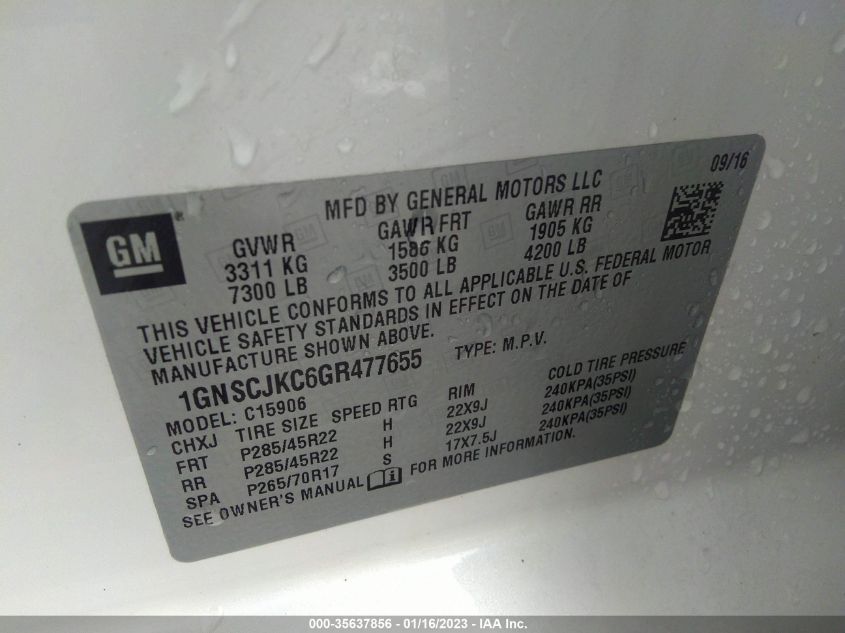 09/16
MFD BY GENERAL MOTORS LLC
GM
GVWR GAWR FRT GAWR RR
3311 KG 1586 KG 1905 KG
7300 LB 3500 LB 4200 LB
THIS VEHICLE CONFORMS TO ALL APPLICABLE U.S. FEDERAL MOTOR
VEHICLE SAFETY STANDARDS IN EFFECT ON THE DATE OF
MANUFACTURE SHOWN ABOVE.
1GNSCJKC6GR477655 TYPE: M.P.V.
MODEL: C15906
CHXJ TIRE SIZE SPEED RTG RIM COLD TIRE PRESSURE
FRT P285/45R22 H 22X9J 240KPA(35PSI)
RR P285/45R22 H 22X9J 240KPA(35PSI)
SPA P265/70R17 S 17X7.5J 240KPA(35PSI)
SEE OWNER'S MANUAL FOR MORE INFORMATION.
000-35637856 - 01/16/2023 - IAA Inc.